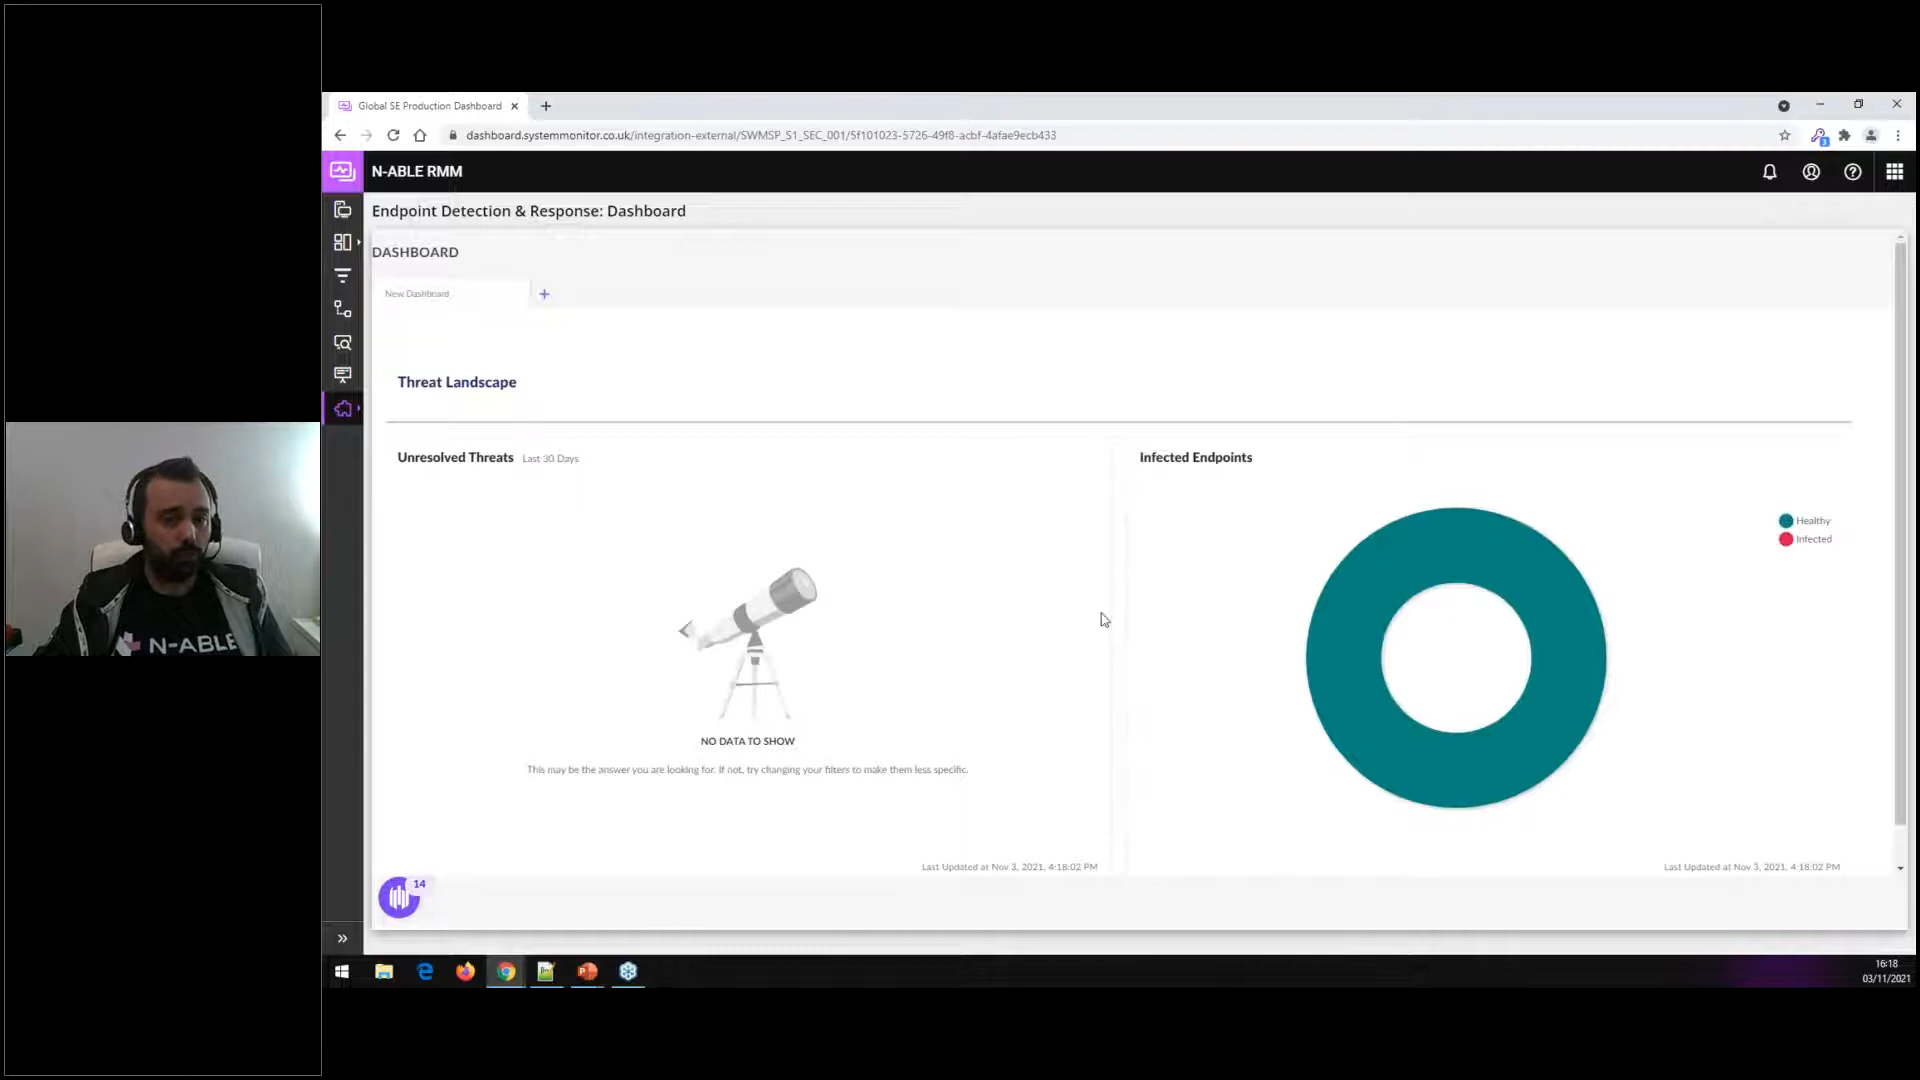 Global SE Production Dashboard
dashboard.systemmonitor.co.uk/integration-external/SWMSP_S1_SEC_001/5f101023-5726-49f8-acbf-4afae9ecb433
3
N-ABLE RMM
Endpoint Detection & Response: Dashboard
DASHBOARD
New Dashboard
Threat Landscape
Unresolved Threats Last 30 Days
Infected Endpoints
Healthy
Infected
NO DATA TO SHOW
This may be the answer you are looking for. If not, try changing your filters to make them less specific.
Last Updated at Nov 3, 2021, 4:18:02 PM
Last Updated at Nov 3, 2021, 4:18:02 PM
14
16:18
03/11/2021
N-ABLE